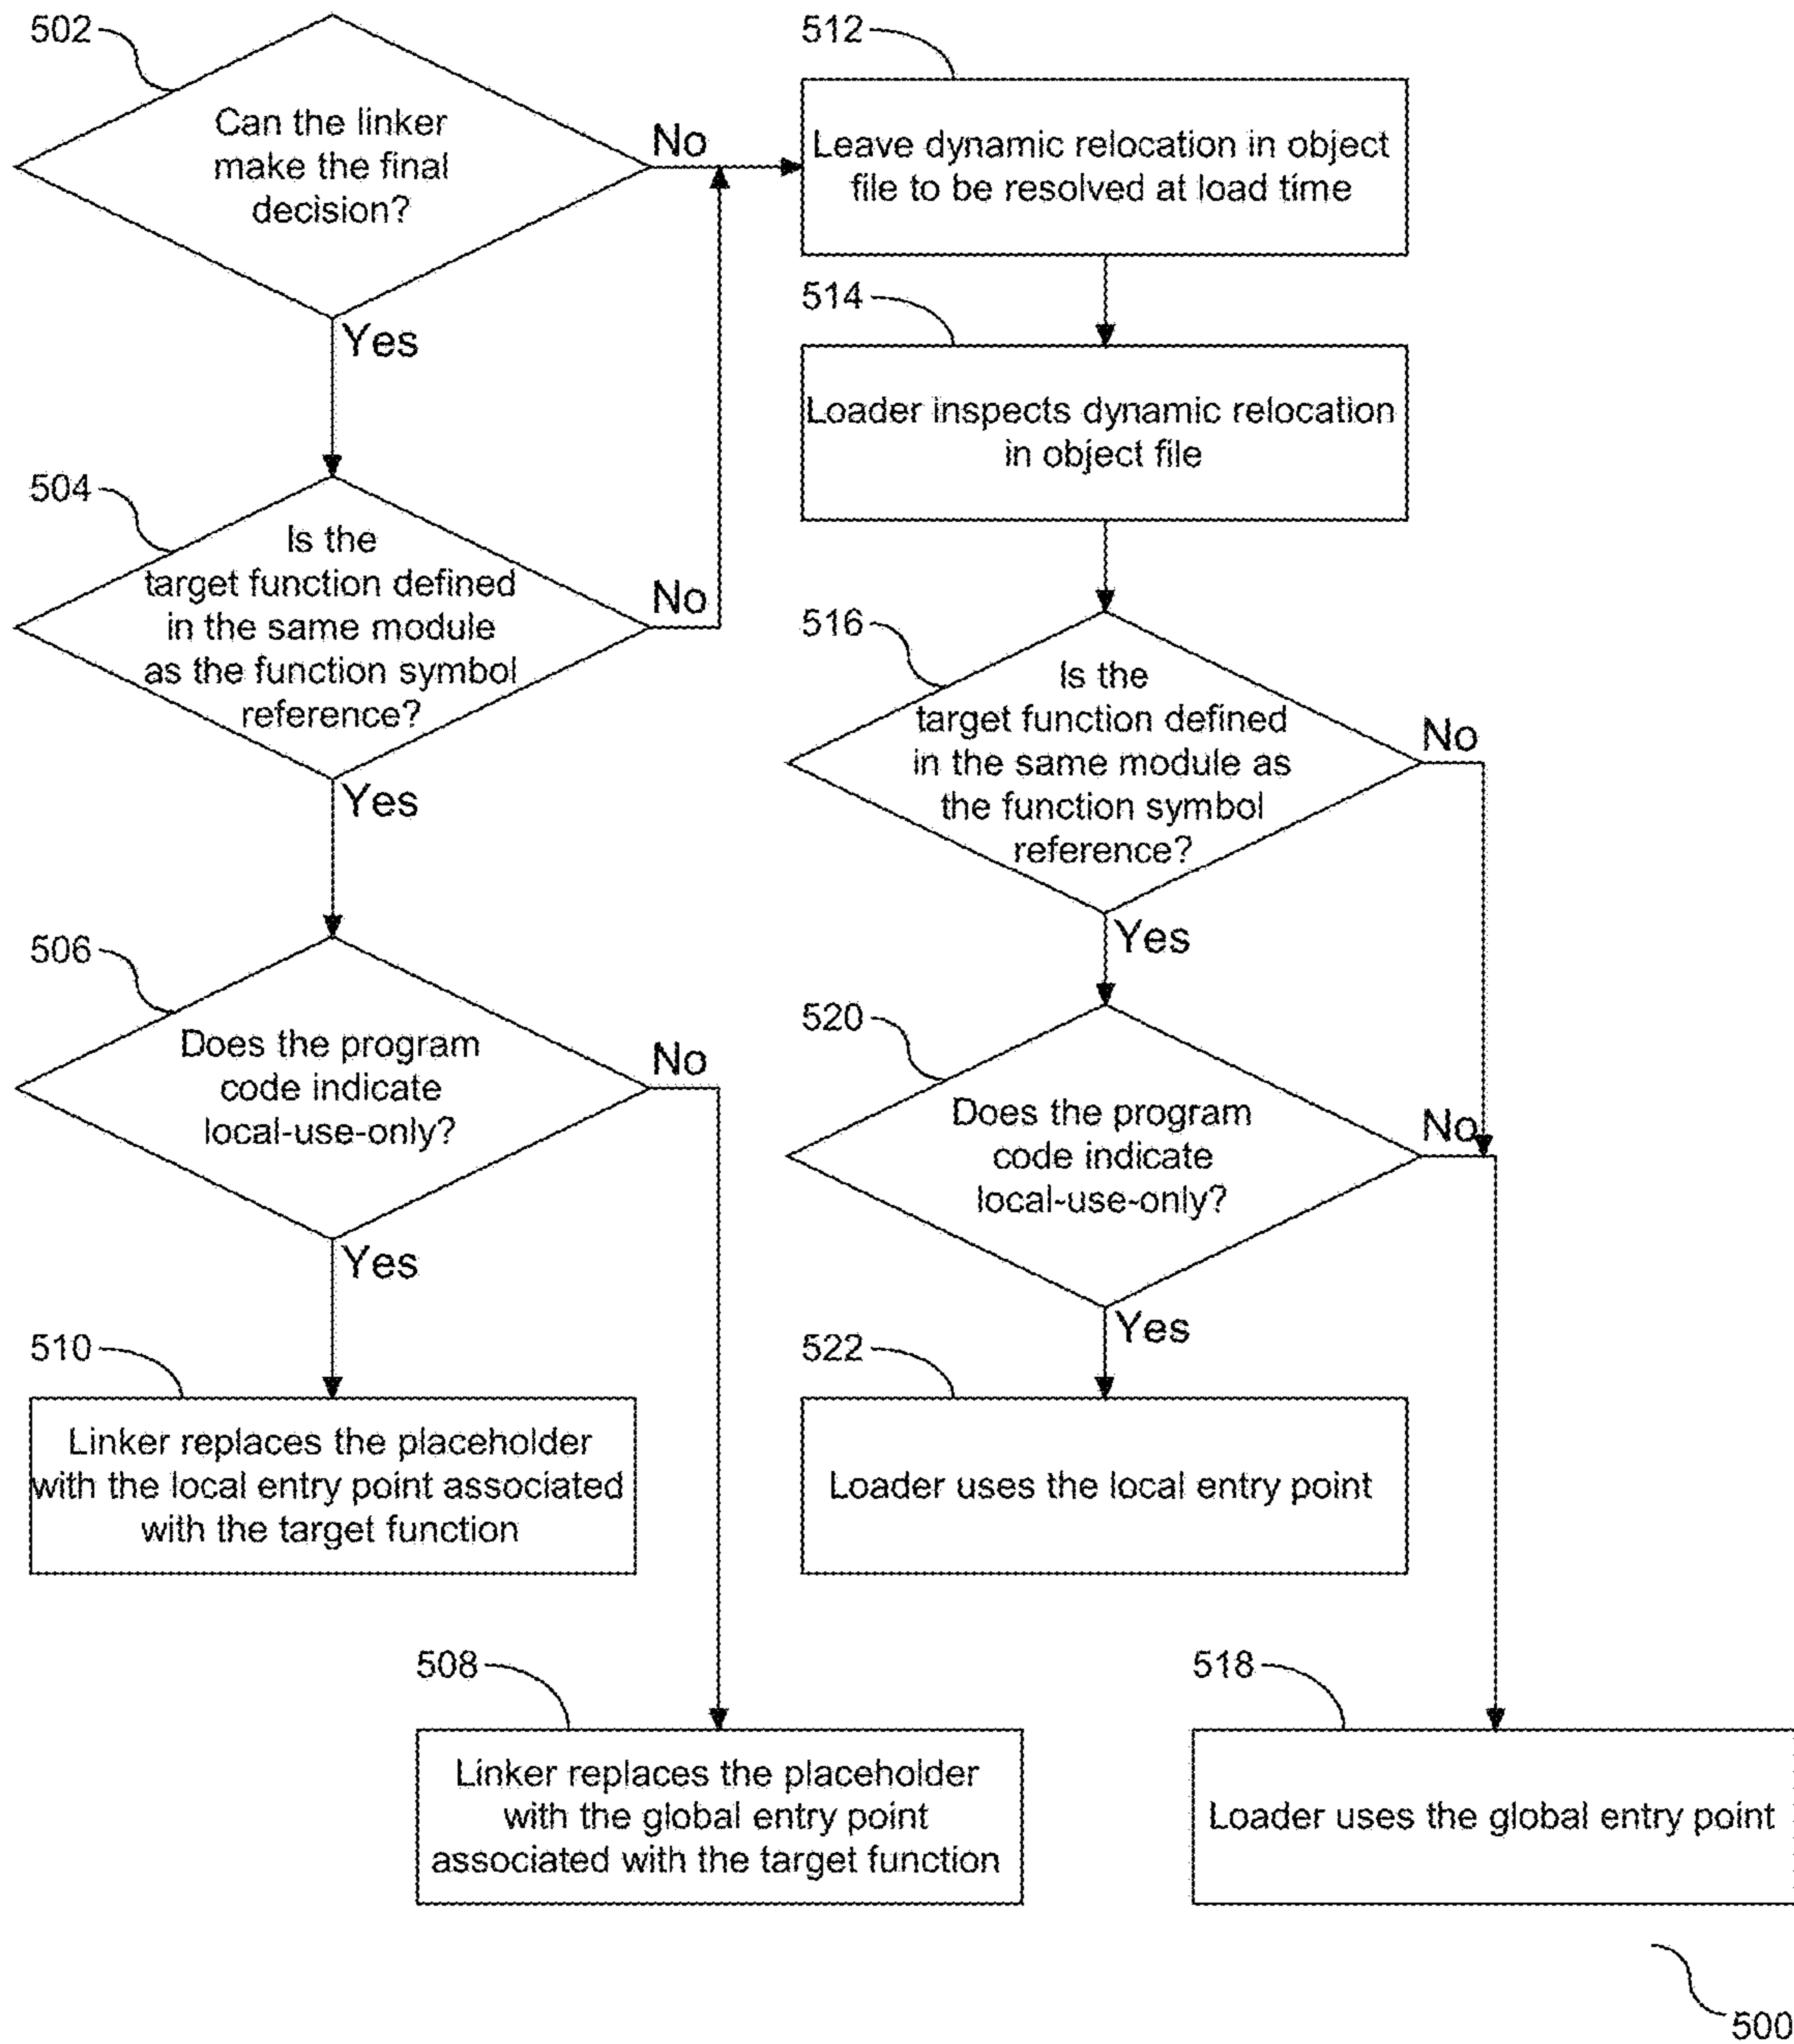 502
Can the linker
make the final
decision?
No
Yes
504
Is the
target function defined
in the same module
as the function symbol
reference?
No
Yes
506
Does the program
code indicate
local-use-only?
No
Yes
510
Linker replaces the placeholder
with the local entry point associated
with the target function
508
Linker replaces the placeholder
with the global entry point
associated with the target function
512
Leave dynamic relocation in object
file to be resolved at load time
514
Loader inspects dynamic relocation
in object file
516
Is the
target function defined
in the same module as
the function symbol
reference?
No
Yes
520
Does the program
code indicate
local-use-only?
No
Yes
522
Loader uses the local entry point
518
Loader uses the global entry point
500